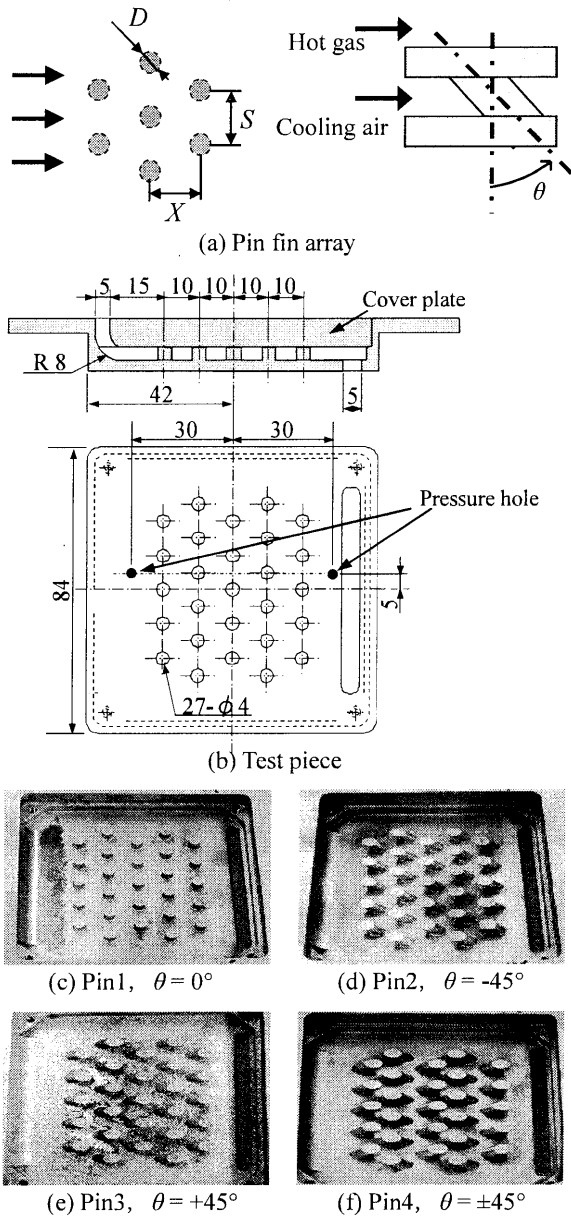 D
S
X
Hot gas
Cooling air
θ
(a) Pin fin array
5 15 10 10 10 10
Cover plate
R 8
42
5
30 30
Pressure hole
84
5
27-ϕ4
(b) Test piece
(c) Pin1, θ = 0°
(d) Pin2, θ = -45°
(e) Pin3, θ = +45°
(f) Pin4, θ = ±45°